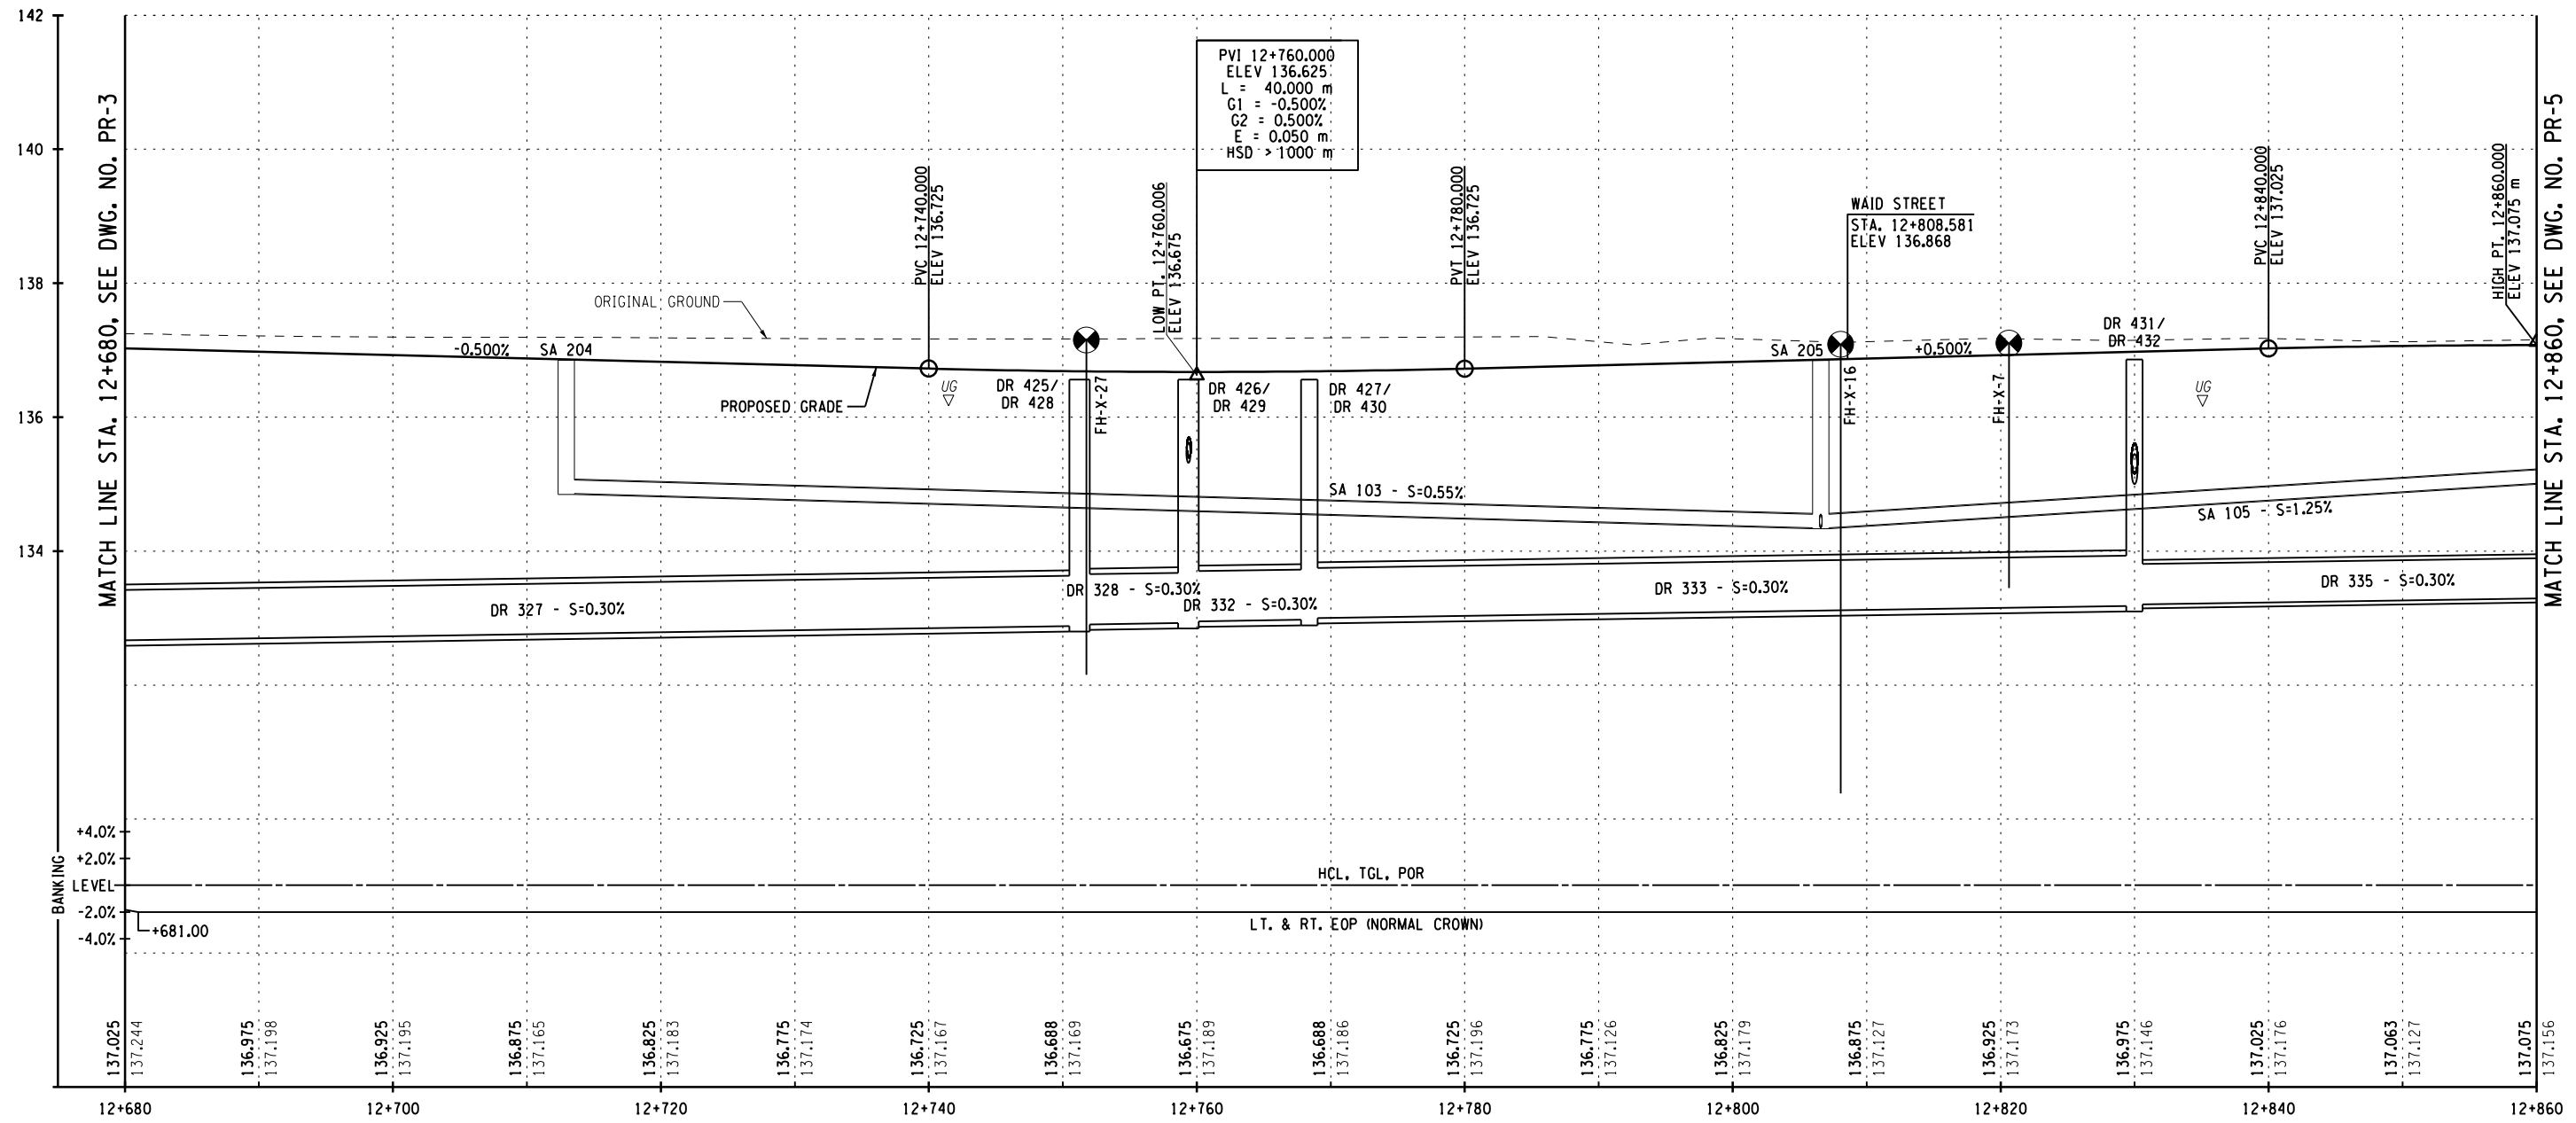 142
140
138
136
134
MATCH LINE STA. 12+680, SEE DWG. NO. PR-3
PVI 12+760.000
ELEV 136.625
L = 40.000 m
G1 = -0.500%
G2 = 0.500%
E = 0.050 m
HSD > 1000 m
PVC 12+740.000
ELEV 136.725
LOW PT. 12+760.006
ELEV 136.675
PVT 12+780.000
ELEV 136.725
WAID STREET
STA. 12+808.581
ELEV 136.868
PVC 12+840.000
ELEV 137.025
HIGH PT. 12+860.000
ELEV 137.075 m
MATCH LINE STA. 12+860, SEE DWG. NO. PR-5
ORIGINAL GROUND
-0.500%
SA 204
PROPOSED GRADE
UG
DR 425/
DR 428
FH-X-27
DR 426/
DR 429
DR 427/
DR 430
SA 205
FH-X-16
+0.500%
FH-X-7
DR 431/
DR 432
UG
SA 103 - S=0.55%
SA 105 - S=1.25%
DR 327 - S=0.30%
DR 328 - S=0.30%
DR 332 - S=0.30%
DR 333 - S=0.30%
DR 335 - S=0.30%
BANKING
+4.0%
+2.0%
LEVEL
-2.0%
-4.0%
+681.00
HCL, TGL, POR
LT. & RT. EOP (NORMAL CROWN)
137.025
137.244
136.975
137.198
136.925
137.195
136.875
137.165
136.825
137.183
136.775
137.174
136.725
137.167
136.688
137.169
136.675
137.189
136.688
137.186
136.725
137.196
136.775
137.126
136.825
137.179
136.875
137.127
136.925
137.173
136.975
137.146
137.025
137.176
137.063
137.127
137.075
137.156
12+680
12+700
12+720
12+740
12+760
12+780
12+800
12+820
12+840
12+860